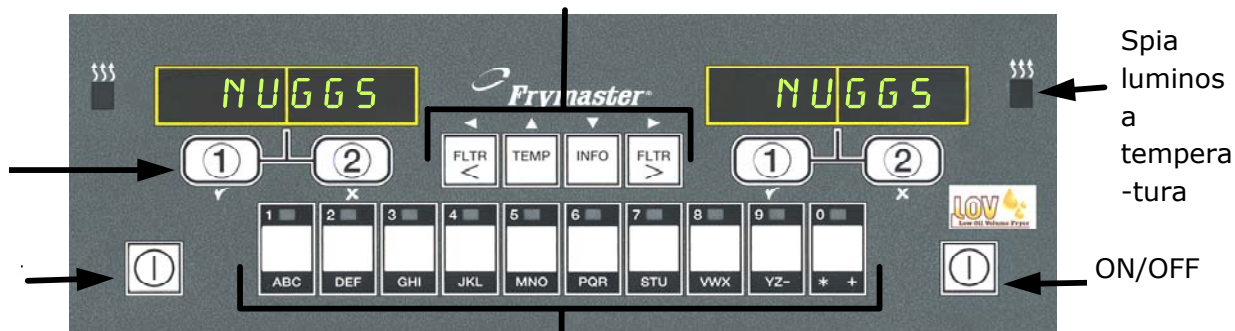 NUGGS
NUGGS
Frymaster
FLTR
<
TEMP
INFO
FLTR
>
1 2
1 2
1 2 3 4 5 6 7 8 9 0
ABC DEF GHI JKL MNO PQR STU VWX YZ- * +
LOV
Low Oil Volume Fryer
Spia
luminos
a
tempera
-tura
ON/OFF